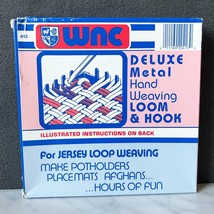 WNC
413
DELUXE
Metal
Hand
Weaving
LOOM
& HOOK
ILLUSTRATED INSTRUCTIONS ON BACK
For JERSEY LOOP WEAVING
MAKE POTHOLDERS
PLACEMATS AFGHANS...
...HOURS OF FUN